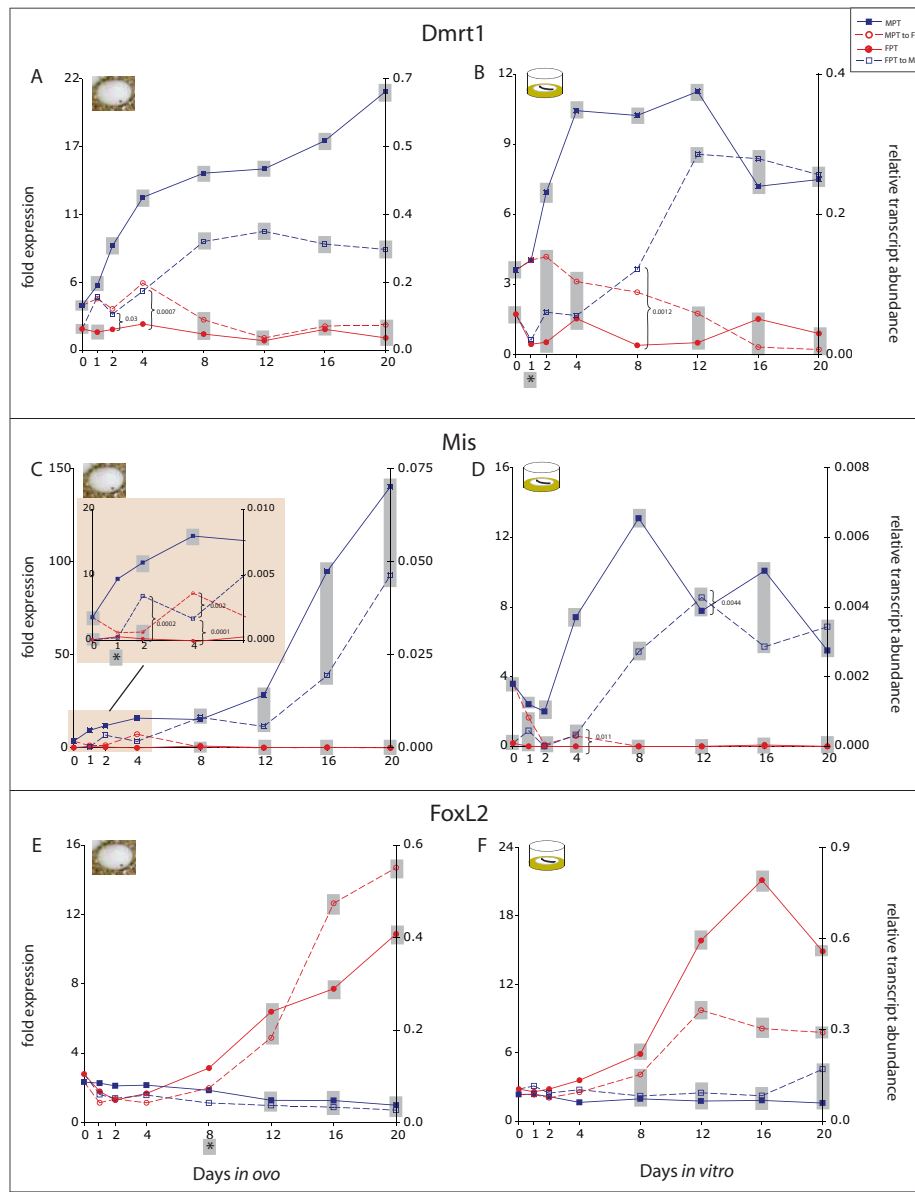 Dmrt1
MPT
MPT to F
FPT
FPT to M
A
B
22
17
11
6
0
0.7
0.5
0.4
0.2
0.0
12
9
6
3
0
0.4
0.2
0.00
fold expression
relative transcript abundance
0.03
0.0007
0.0012
0 1 2 4 8 12 16 20
0 1 2 4 8 12 16 20
*
Mis
C
D
150
100
50
0
0.075
0.050
0.025
0.000
20
10
0
0.010
0.005
0.000
0.0002
0.002
0.0001
0 1 2 4
*
16
12
8
4
0
0.008
0.006
0.004
0.002
0.000
0.0044
0.011
fold expression
relative transcript abundance
0 1 2 4 8 12 16 20
0 1 2 4 8 12 16 20
FoxL2
E
F
16
12
8
4
0
0.6
0.4
0.2
0.0
24
18
12
6
0
0.9
0.6
0.3
0.0
fold expression
relative transcript abundance
0 1 2 4 8 12 16 20
0 1 2 4 8 12 16 20
*
Days in ovo
Days in vitro